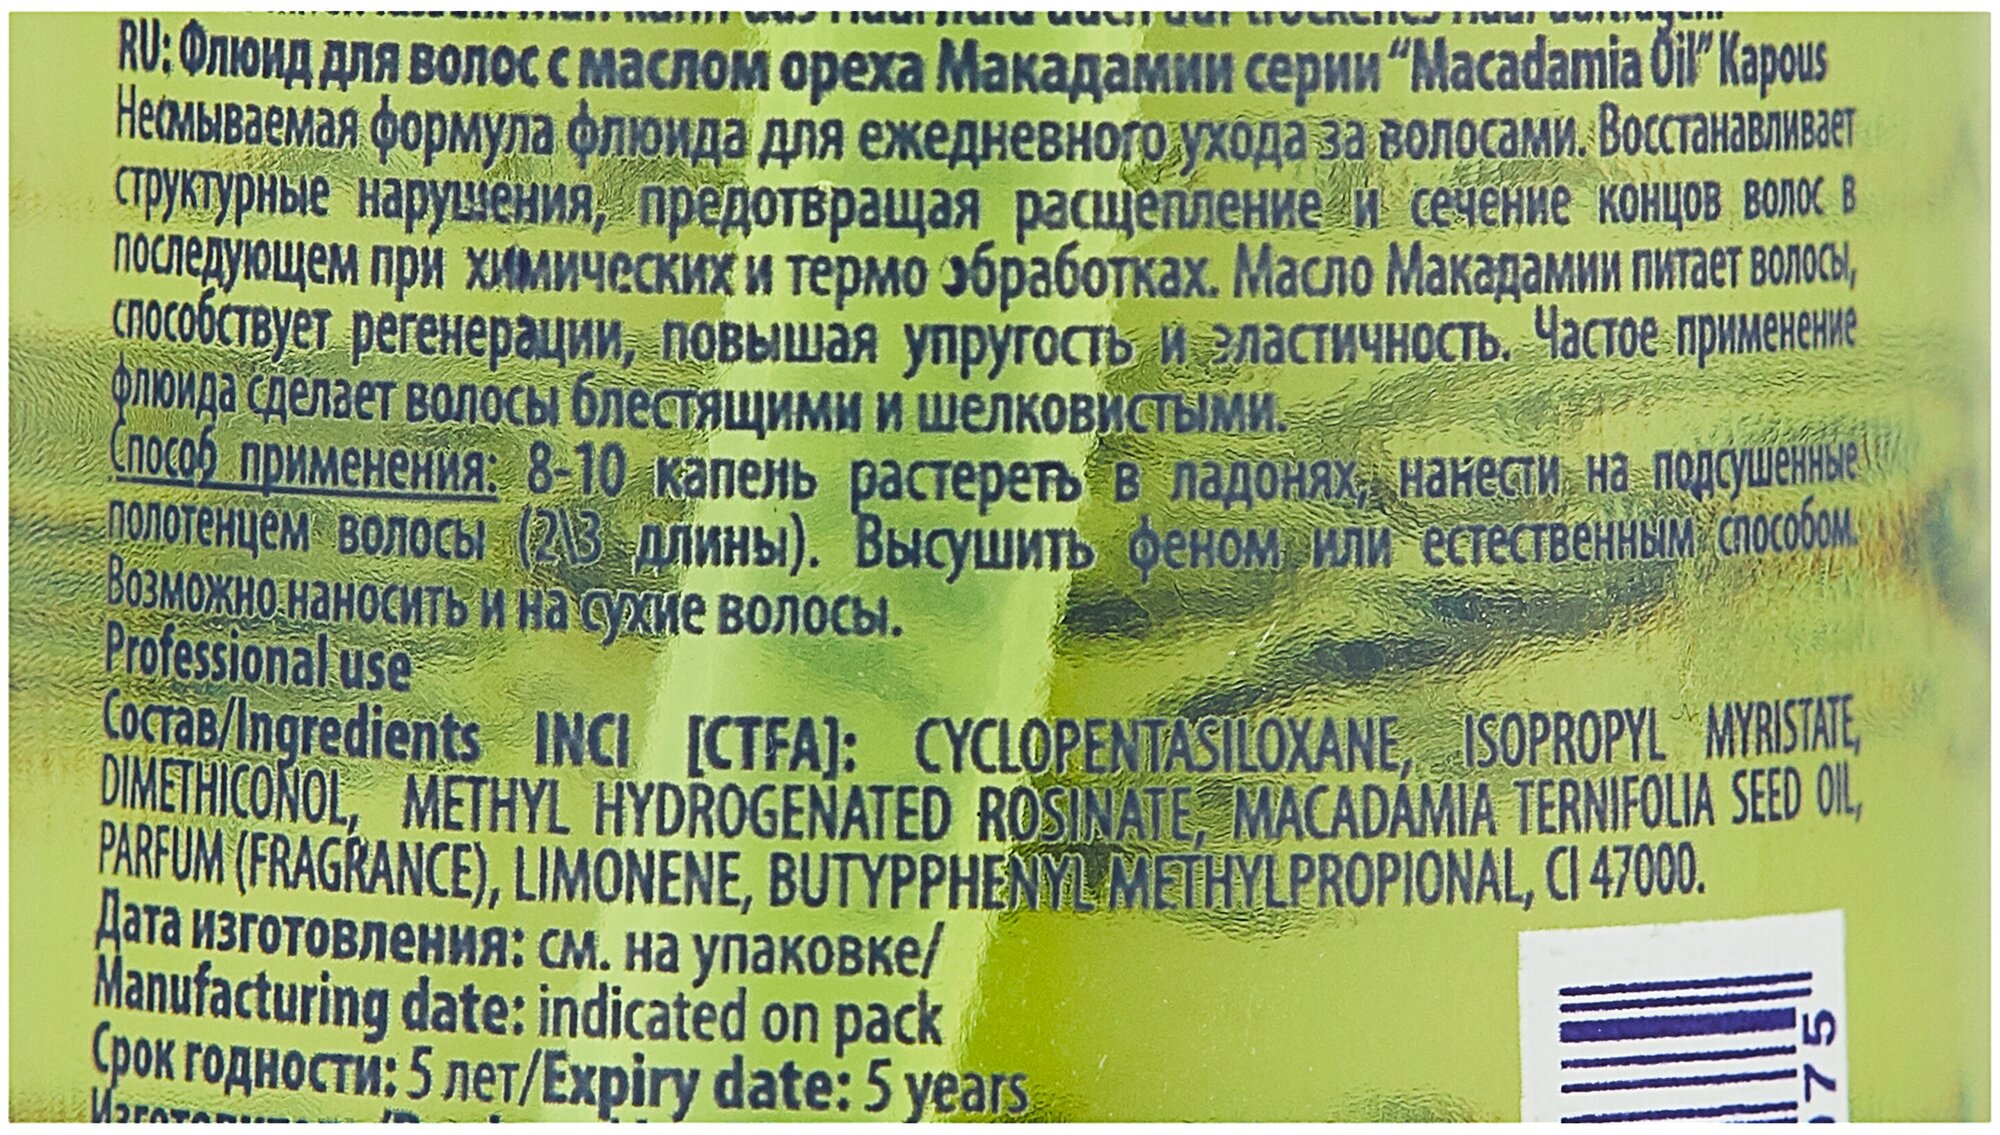 RU: Флюид для волос с маслом ореха Макадамии серии “Macadamia Oil” Kapous
Несмываемая формула флюида для ежедневного ухода за волосами. Восстанавливает
структурные нарушения, предотвращая расщепление и сечение концов волос в
последующем при химических и термо обработках. Масло Макадамии питает волосы,
способствует регенерации, повышая упругость и эластичность. Частое применение
флюида сделает волосы блестящими и шелковистыми.
Способ применения: 8-10 капель растереть в ладонях, нанести на подсушенные
полотенцем волосы (2\3 длины). Высушить феном или естественным способом.
Возможно наносить и на сухие волосы.
Professional use
Состав/Ingredients INCI [CTFA]: CYCLOPENTASILOXANE, ISOPROPYL MYRISTATE,
DIMETHICONOL, METHYL HYDROGENATED ROSINATE, MACADAMIA TERNIFOLIA SEED OIL,
PARFUM (FRAGRANCE), LIMONENE, BUTYPPHENYL METHYLPROPIONAL, CI 47000.
Дата изготовления: см. на упаковке/
Manufacturing date: indicated on pack
Срок годности: 5 лет/Expiry date: 5 years
75